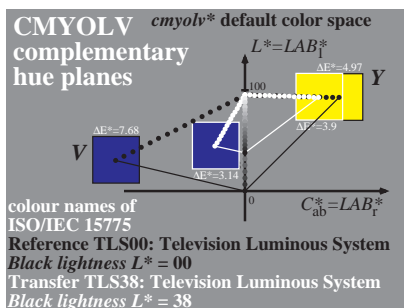 CMYOLV
complementary
hue planes
cmyolv* default color space
L*=LAB*l
ΔE*=4.97
100
Y
ΔE*=7.68
V
ΔE*=3.9
ΔE*=3.14
0
C*ab=LAB*r
colour names of
ISO/IEC 15775
Reference TLS00: Television Luminous System
Black lightness L* = 00
Transfer TLS38: Television Luminous System
Black lightness L* = 38